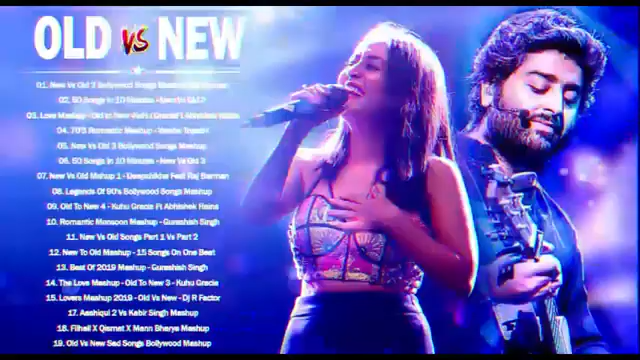 OLD VS NEW
01. New Vs Old 2 Bollywood Songs
02. 50 Songs in 10 Minutes
03. Love Mashup - Old to New
04. 70'S Romantic Mashup
05. New Vs Old 3 Bollywood Songs Mashup
06. 50 Songs in 10 Minutes - New Vs Old 3
07. New Vs Old Mshup 1 - Deepshikha Feat Raj Barman
08. Legends Of 90's Bollywood Songs Mashup
09. Old To New 4 - Kuhu Gracia Ft Abhishek Raina
10. Romantic Monsoon Mashup - Gurashish Singh
11. New Vs Old Songs Part 1 Vs Part 2
12. New To Old Mashup - 15 Songs On One Beat
13. Best Of 2019 Mashup - Gurashish Singh
14. The Love Mashup - Old To New 3 - Kuhu Gracia
15. Lovers Mashup 2019 - Old Vs New - Dj R Factor
17. Aashiqui 2 Vs Kabir Singh Mashup
18. Filhall X Qismat X Mann Bharya Mashup
19. Old Vs New Sad Songs Bollywood Mashup